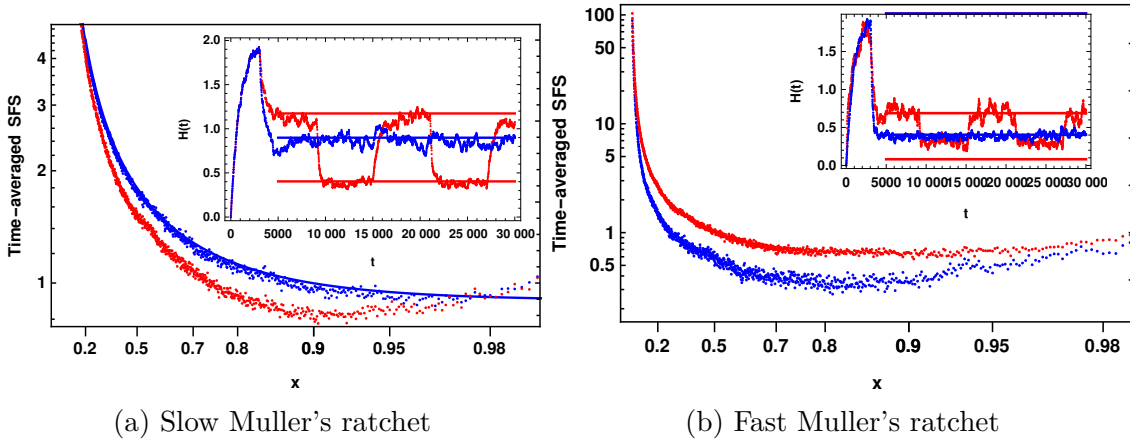 Time-averaged SFS
4
3
2
1
0.2 0.5 0.7 0.8 0.9 0.95 0.98
x
H(t)
2.0
1.5
1.0
0.5
0.0
0 5000 10 000 15 000 20 000 25 000 30 000
t
(a) Slow Muller's ratchet
Time-averaged SFS
100
50
10
5
1
0.5
0.2 0.5 0.7 0.8 0.9 0.95 0.98
x
H(t)
1.5
1.0
0.5
0.0
0 5000 10 000 15 000 20 000 25 000 30 000
t
(b) Fast Muller's ratchet